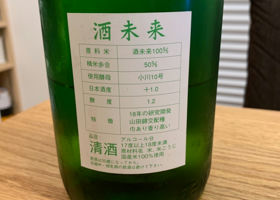 酒未来
原料米 酒未来100%
精米歩合 50%
使用酵母 小川10号
日本酒度 +1.0
酸度 1.2
特徴 18年の研究開発
山田錦交配種
巾あり香り高い
品目 清酒
アルコール分
17度以上18度未満
原材料名 米、米こうじ
国産米100%使用